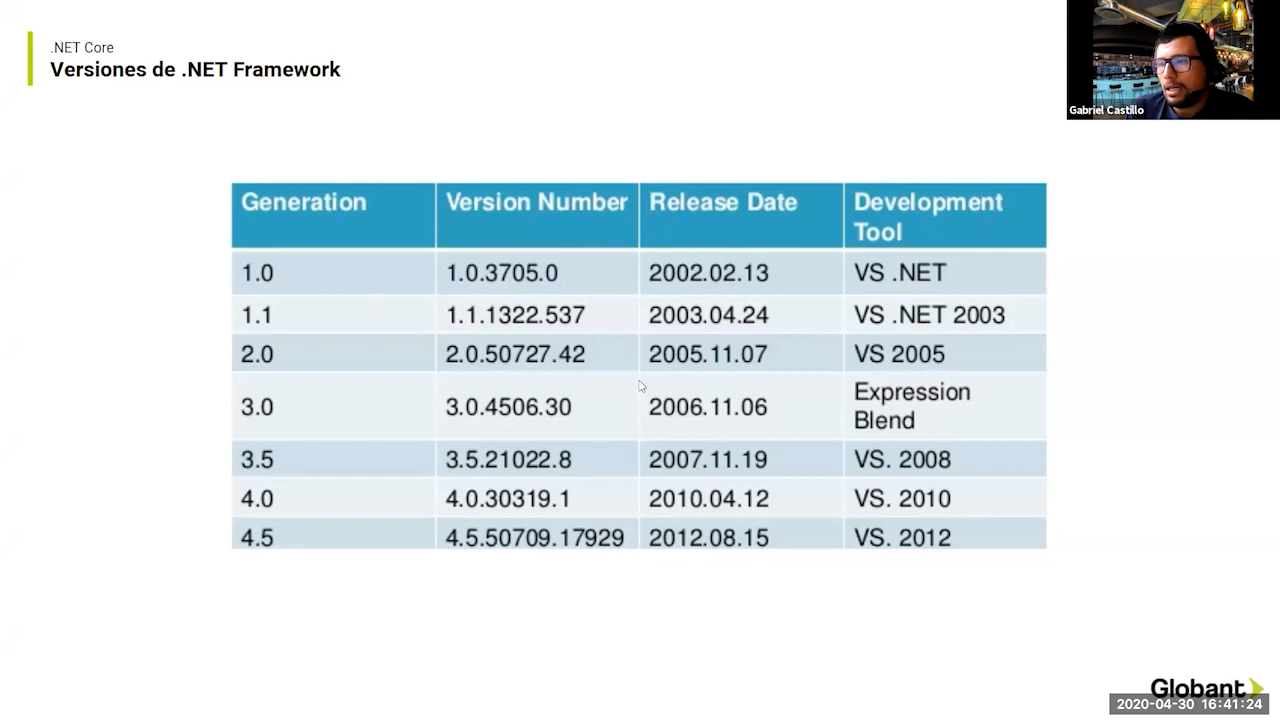 .NET Core
Versiones de .NET Framework
Gabriel Castillo
Generation Version Number Release Date Development Tool
1.0 1.0.3705.0 2002.02.13 VS .NET
1.1 1.1.1322.537 2003.04.24 VS .NET 2003
2.0 2.0.50727.42 2005.11.07 VS 2005
3.0 3.0.4506.30 2006.11.06 Expression Blend
3.5 3.5.21022.8 2007.11.19 VS. 2008
4.0 4.0.30319.1 2010.04.12 VS. 2010
4.5 4.5.50709.17929 2012.08.15 VS. 2012
Globant
2020-04-30 16:41:24